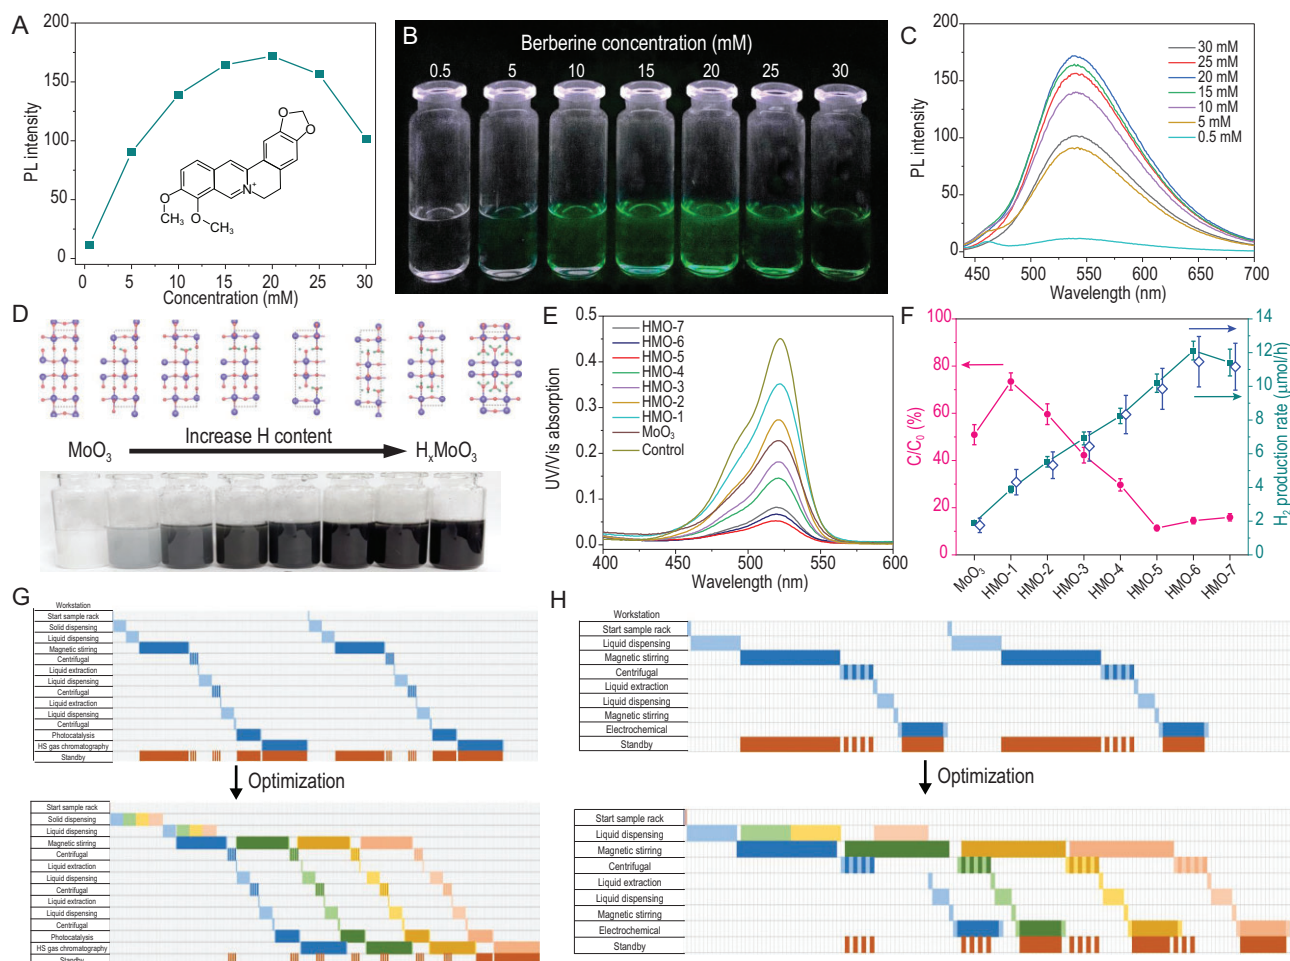 A
200
150
100
50
0
PL intensity
0
5
10
15
20
25
30
Concentration (mM)
O
O
N+
O
CH3
O
CH3
B
Berberine concentration (mM)
0.5 5 10 15 20 25 30
C
200
150
100
50
0
PL intensity
30 mM
25 mM
20 mM
15 mM
10 mM
5 mM
0.5 mM
450 500 550 600 650 700
Wavelength (nm)
D
Increase H content
MoO3
HxMoO3
E
0.5
0.4
0.3
0.2
0.1
0.0
UV/Vis absorption
HMO-7
HMO-6
HMO-5
HMO-4
HMO-3
HMO-2
HMO-1
MoO3
Control
400 450 500 550 600
Wavelength (nm)
F
100
80
60
40
20
0
C/C0 (%)
14
12
10
8
6
4
2
0
H2 production rate (μmol/h)
MoO3
HMO-1
HMO-2
HMO-3
HMO-4
HMO-5
HMO-6
HMO-7
G
Workstation
Start sample rack
Solid dispensing
Liquid dispensing
Magnetic stirring
Centrifugal
Liquid extraction
Liquid dispensing
Centrifugal
Liquid extraction
Liquid dispensing
Centrifugal
Photocatalysis
HS gas chromatography
Standby
Optimization
Start sample rack
Solid dispensing
Liquid dispensing
Magnetic stirring
Centrifugal
Liquid extraction
Liquid dispensing
Centrifugal
Liquid extraction
Liquid dispensing
Centrifugal
Photocatalysis
HS gas chromatography
Standby
H
Workstation
Start sample rack
Liquid dispensing
Magnetic stirring
Centrifugal
Liquid extraction
Liquid dispensing
Magnetic stirring
Electrochemical
Standby
Optimization
Start sample rack
Liquid dispensing
Magnetic stirring
Centrifugal
Liquid extraction
Liquid dispensing
Magnetic stirring
Electrochemical
Standby